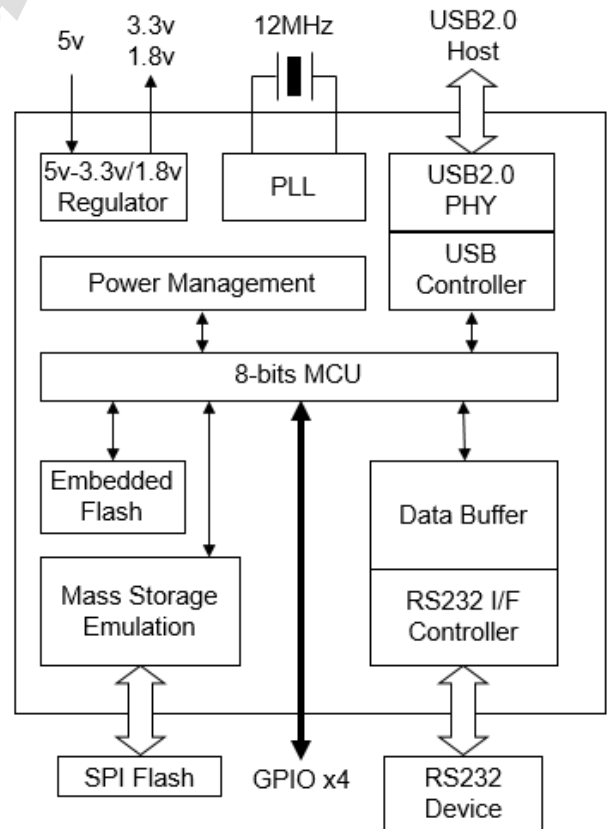 5v
3.3v
1.8v
12MHz
USB2.0
Host
5v-3.3v/1.8v
Regulator
PLL
USB2.0
PHY
USB
Controller
Power Management
8-bits MCU
Embedded
Flash
Data Buffer
Mass Storage
Emulation
RS232 I/F
Controller
SPI Flash
GPIO x4
RS232
Device